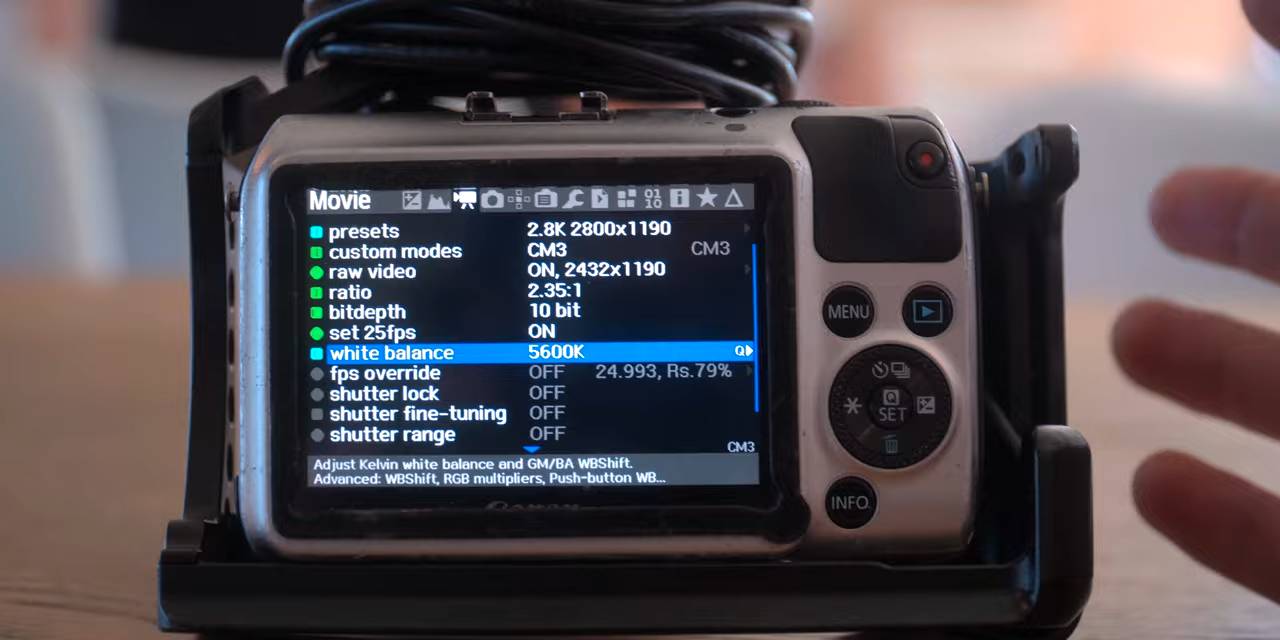 Movie 01 10
presets 2.8K 2800x1190
custom modes CM3 CM3
raw video ON, 2432x1190
ratio 2.35:1
bitdepth 10 bit
set 25fps ON
white balance 5600K Q
fps override OFF 24.993, Rs.79%
shutter lock OFF
shutter fine-tuning OFF
shutter range OFF
CM3
Adjust Kelvin white balance and GM/BA WBShift.
Advanced: WBShift, RGB multipliers, Push-button WB...
Canon
MENU
Q
SET
INFO.